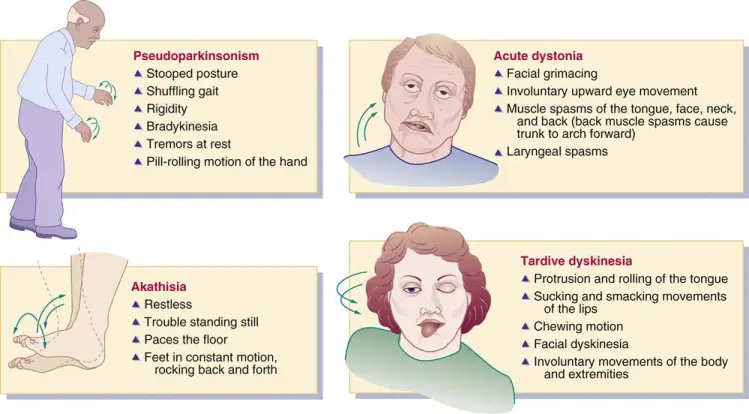 Pseudoparkinsonism
▲ Stooped posture
▲ Shuffling gait
▲ Rigidity
▲ Bradykinesia
▲ Tremors at rest
▲ Pill-rolling motion of the hand
Acute dystonia
▲ Facial grimacing
▲ Involuntary upward eye movement
▲ Muscle spasms of the tongue, face, neck,
and back (back muscle spasms cause
trunk to arch forward)
▲ Laryngeal spasms
Akathisia
▲ Restless
▲ Trouble standing still
▲ Paces the floor
▲ Feet in constant motion,
rocking back and forth
Tardive dyskinesia
▲ Protrusion and rolling of the tongue
▲ Sucking and smacking movements
of the lips
▲ Chewing motion
▲ Facial dyskinesia
▲ Involuntary movements of the body
and extremities